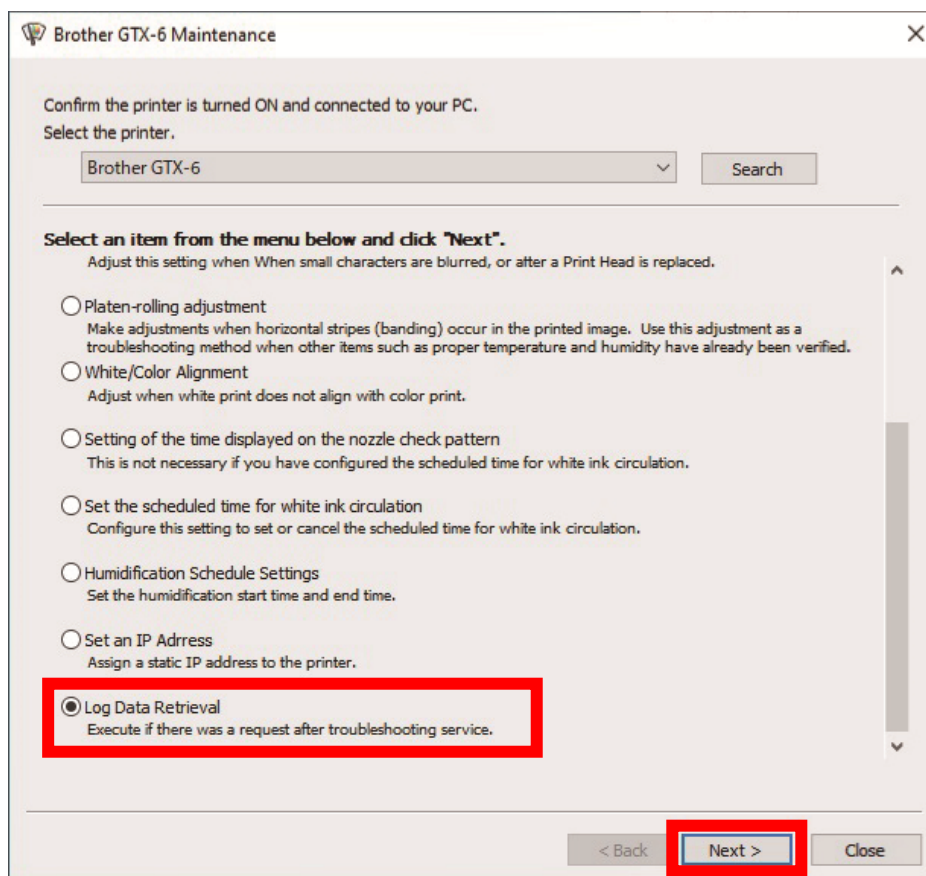 Brother GTX-6 Maintenance
Confirm the printer is turned ON and connected to your PC.
Select the printer.
Brother GTX-6
Search
Select an item from the menu below and click "Next".
Adjust this setting when When small characters are blurred, or after a Print Head is replaced.
Platen-rolling adjustment
Make adjustments when horizontal stripes (banding) occur in the printed image. Use this adjustment as a
troubleshooting method when other items such as proper temperature and humidity have already been verified.
White/Color Alignment
Adjust when white print does not align with color print.
Setting of the time displayed on the nozzle check pattern
This is not necessary if you have configured the scheduled time for white ink circulation.
Set the scheduled time for white ink circulation
Configure this setting to set or cancel the scheduled time for white ink circulation.
Humidification Schedule Settings
Set the humidification start time and end time.
Set an IP Adrress
Assign a static IP address to the printer.
Log Data Retrieval
Execute if there was a request after troubleshooting service.
< Back
Next >
Close